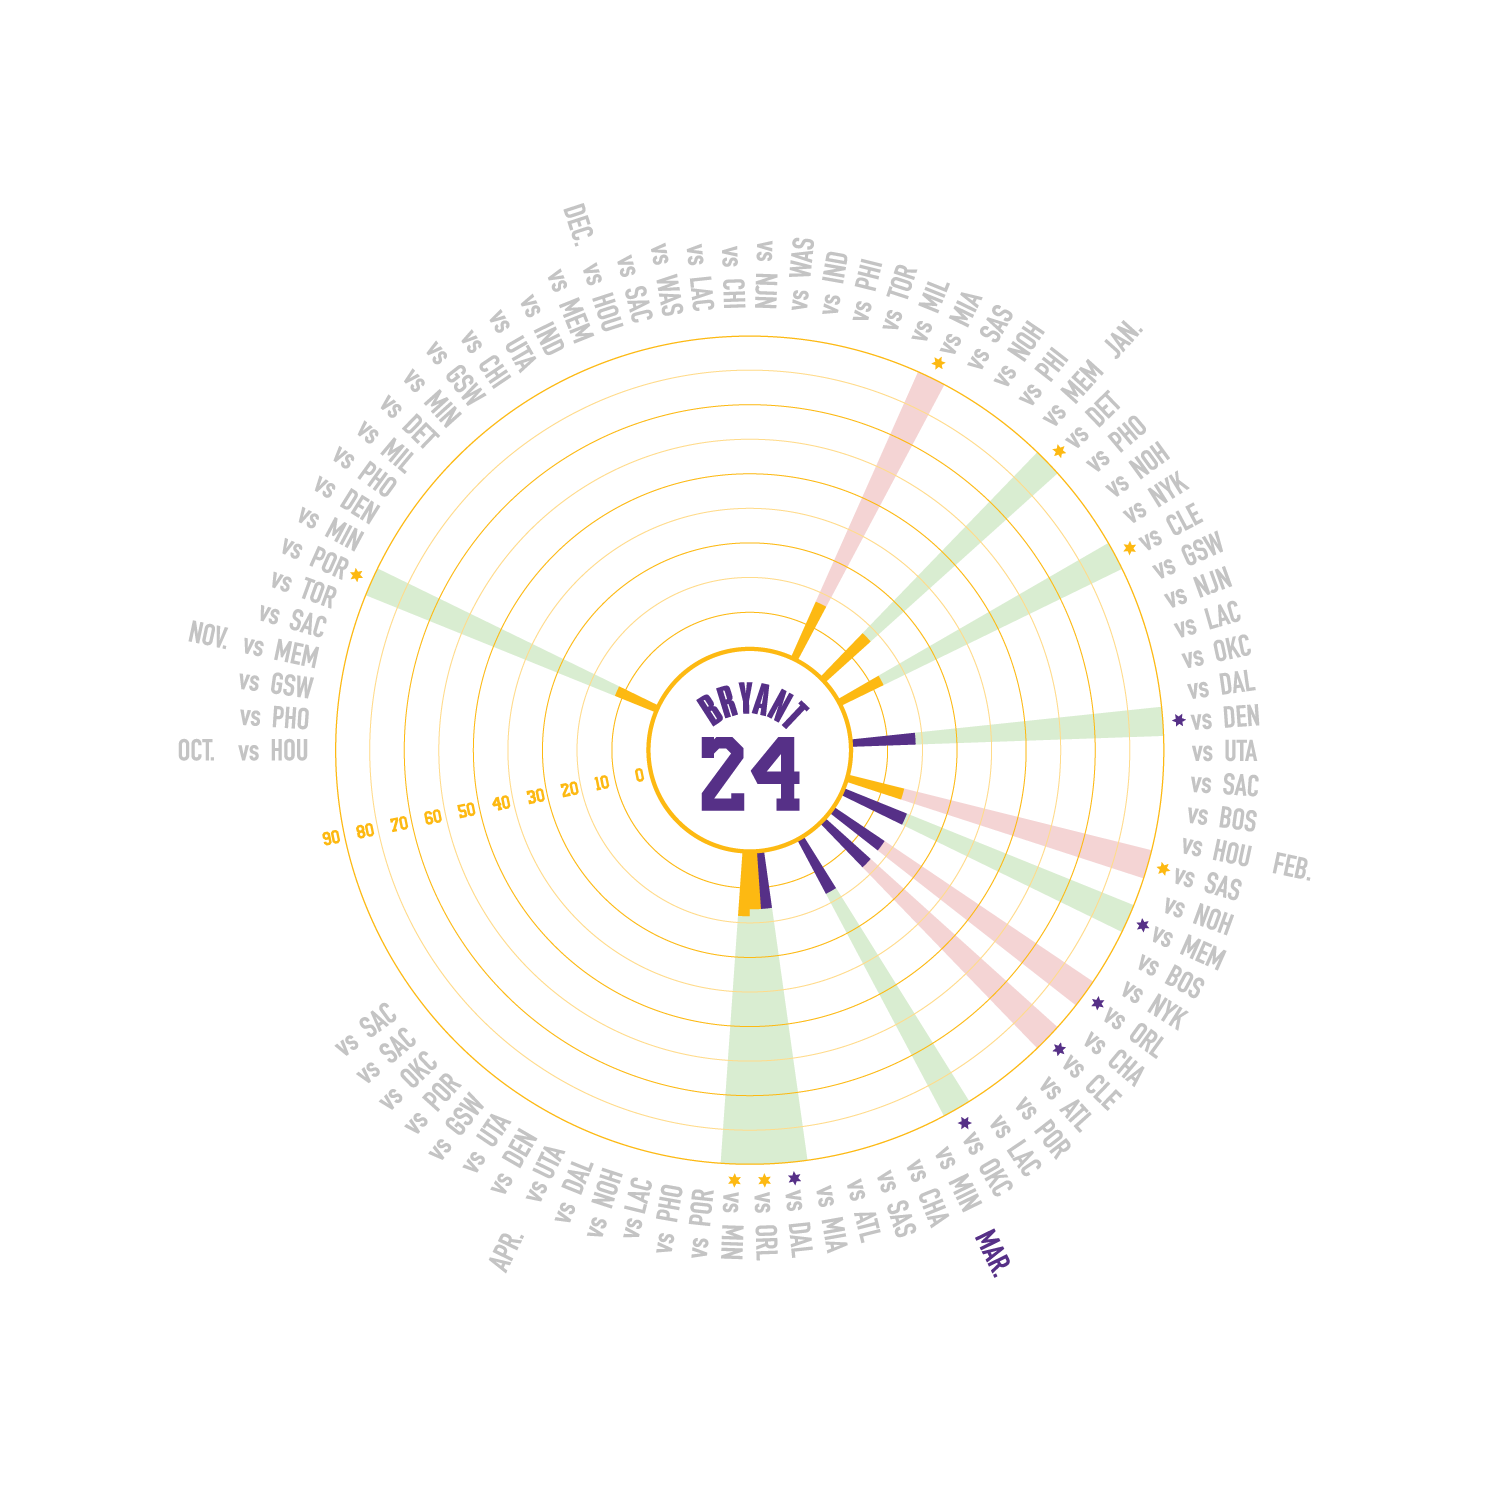 BRYANT
24
0
10
20
30
40
50
60
70
80
90
OCT.
vs HOU
vs PHO
vs GSW
NOV.
vs MEM
vs SAC
vs TOR
vs POR
vs MIN
vs DEN
vs PHO
vs MIL
vs DET
vs MIN
vs GSW
vs CHI
vs UTA
vs IND
vs MEM
DEC.
vs HOU
vs SAC
vs WAS
vs LAC
vs CHI
vs NJN
vs WAS
vs IND
vs PHI
vs TOR
vs MIL
vs MIA
vs SAS
vs NOH
vs PHI
vs MEM
JAN.
vs DET
vs PHO
vs NOH
vs NYK
vs CLE
vs GSW
vs NJN
vs LAC
vs OKC
vs DAL
vs DEN
vs UTA
vs SAC
vs BOS
vs HOU
FEB.
vs SAS
vs NOH
vs MEM
vs BOS
vs NYK
vs ORL
vs CHA
vs CLE
vs ATL
vs POR
vs LAC
vs OKC
vs MIN
MAR.
vs CHA
vs SAS
vs ATL
vs MIA
vs DAL
vs ORL
vs MIN
vs POR
vs PHO
vs LAC
vs NOH
vs DAL
APR.
vs UTA
vs DEN
vs UTA
vs GSW
vs POR
vs OKC
vs SAC
vs SAC